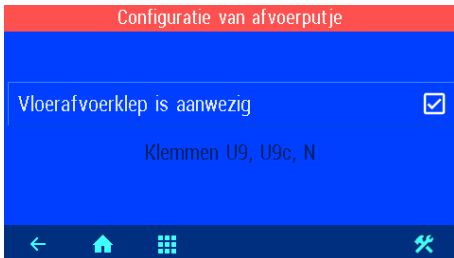 Configuratie van afvoerputje
Vloerafvoerklep is aanwezig
Klemmen U9, U9c, N